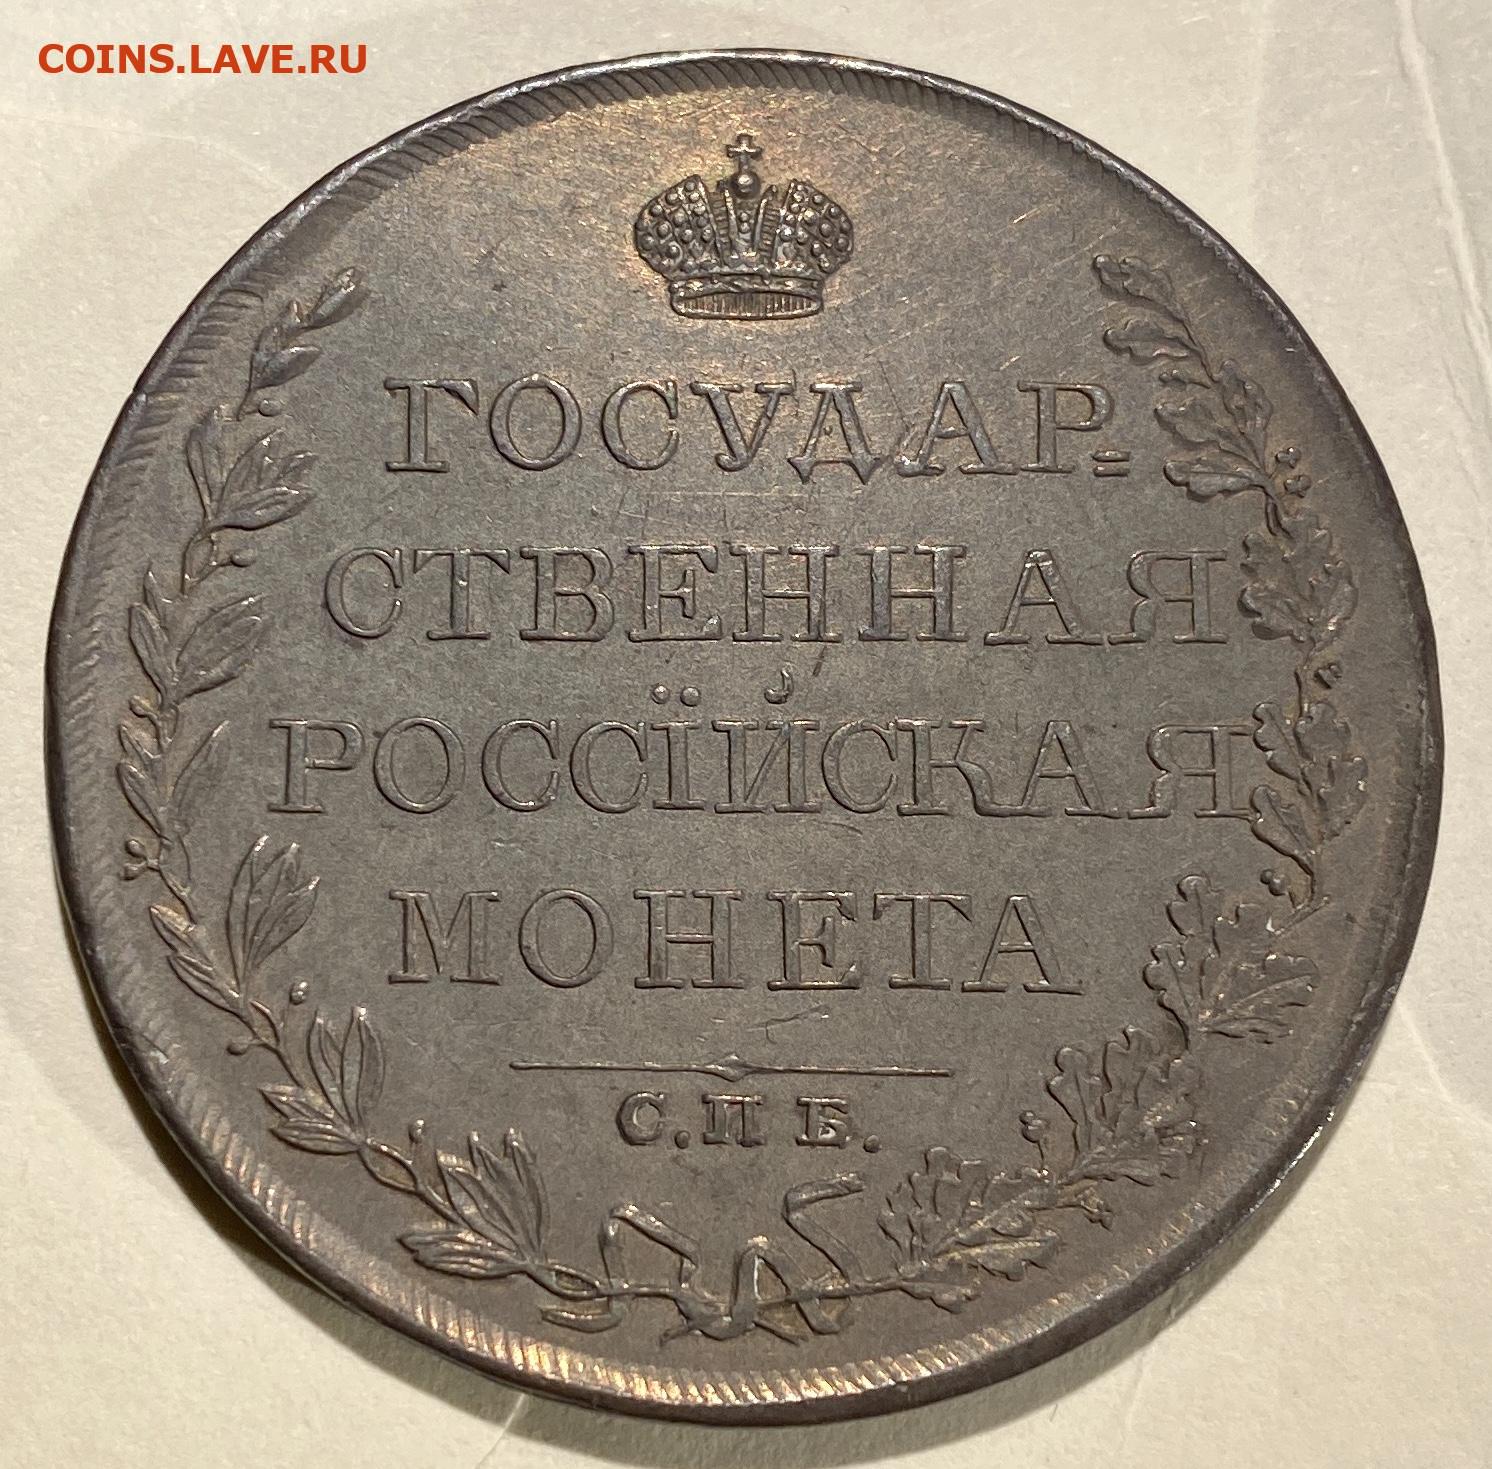 COINS.LAVE.RU
ГОСУДАР=
СТВЕННАЯ
РОССІЙСКАЯ
МОНЕТА
С.П Б.